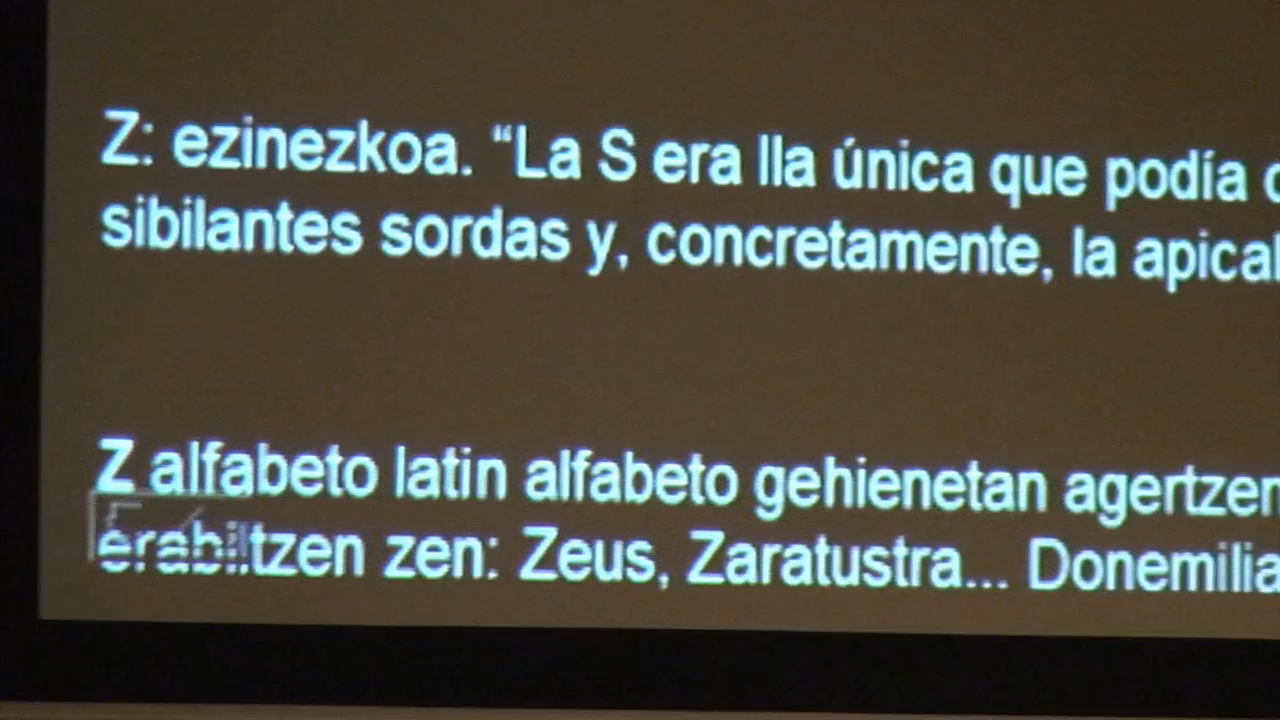 Z: ezinezkoa. “La S era lla única que podía
sibilantes sordas y, concretamente, la apical
Z alfabeto latin alfabeto gehienetan agertzen
erabiltzen zen: Zeus, Zaratustra... Donemilia